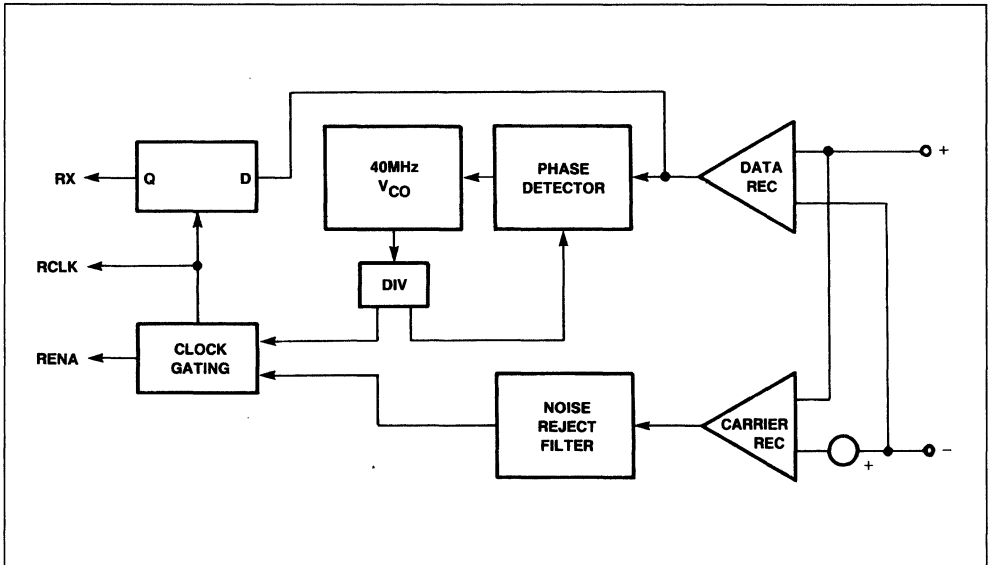 RX
Q
D
40MHz
VCO
PHASE
DETECTOR
DATA
REC
+
RCLK
DIV
RENA
CLOCK
GATING
NOISE
REJECT
FILTER
CARRIER
REC
+
−